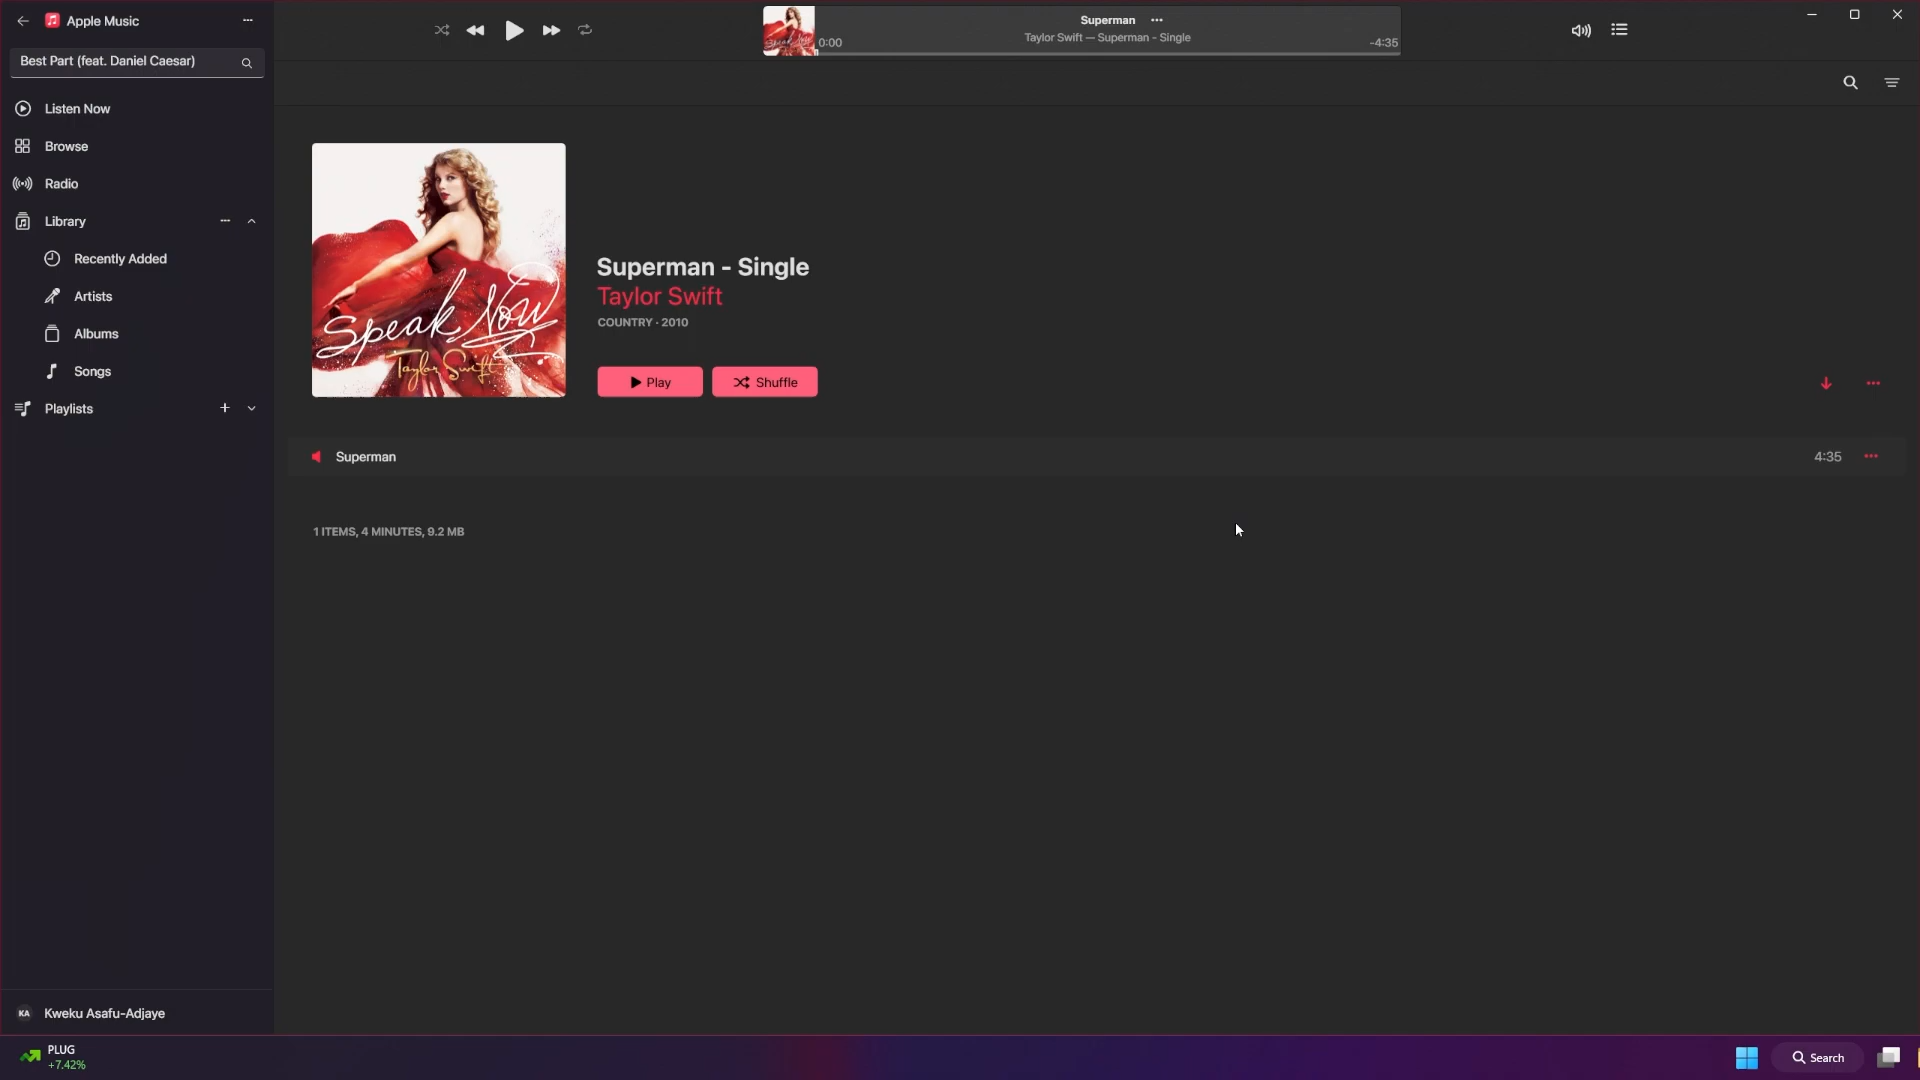 Apple Music
Best Part (feat. Daniel Caesar)
Listen Now
Browse
Radio
Library
Recently Added
Artists
Albums
Songs
Playlists
Kweku Asafu-Adjaye
KA
Superman
Taylor Swift — Superman - Single
0:00
-4:35
Speak Now
Taylor Swift
Superman - Single
Taylor Swift
COUNTRY · 2010
Play
Shuffle
Superman
4:35
1 ITEMS, 4 MINUTES, 9.2 MB
PLUG
+7.42%
Search